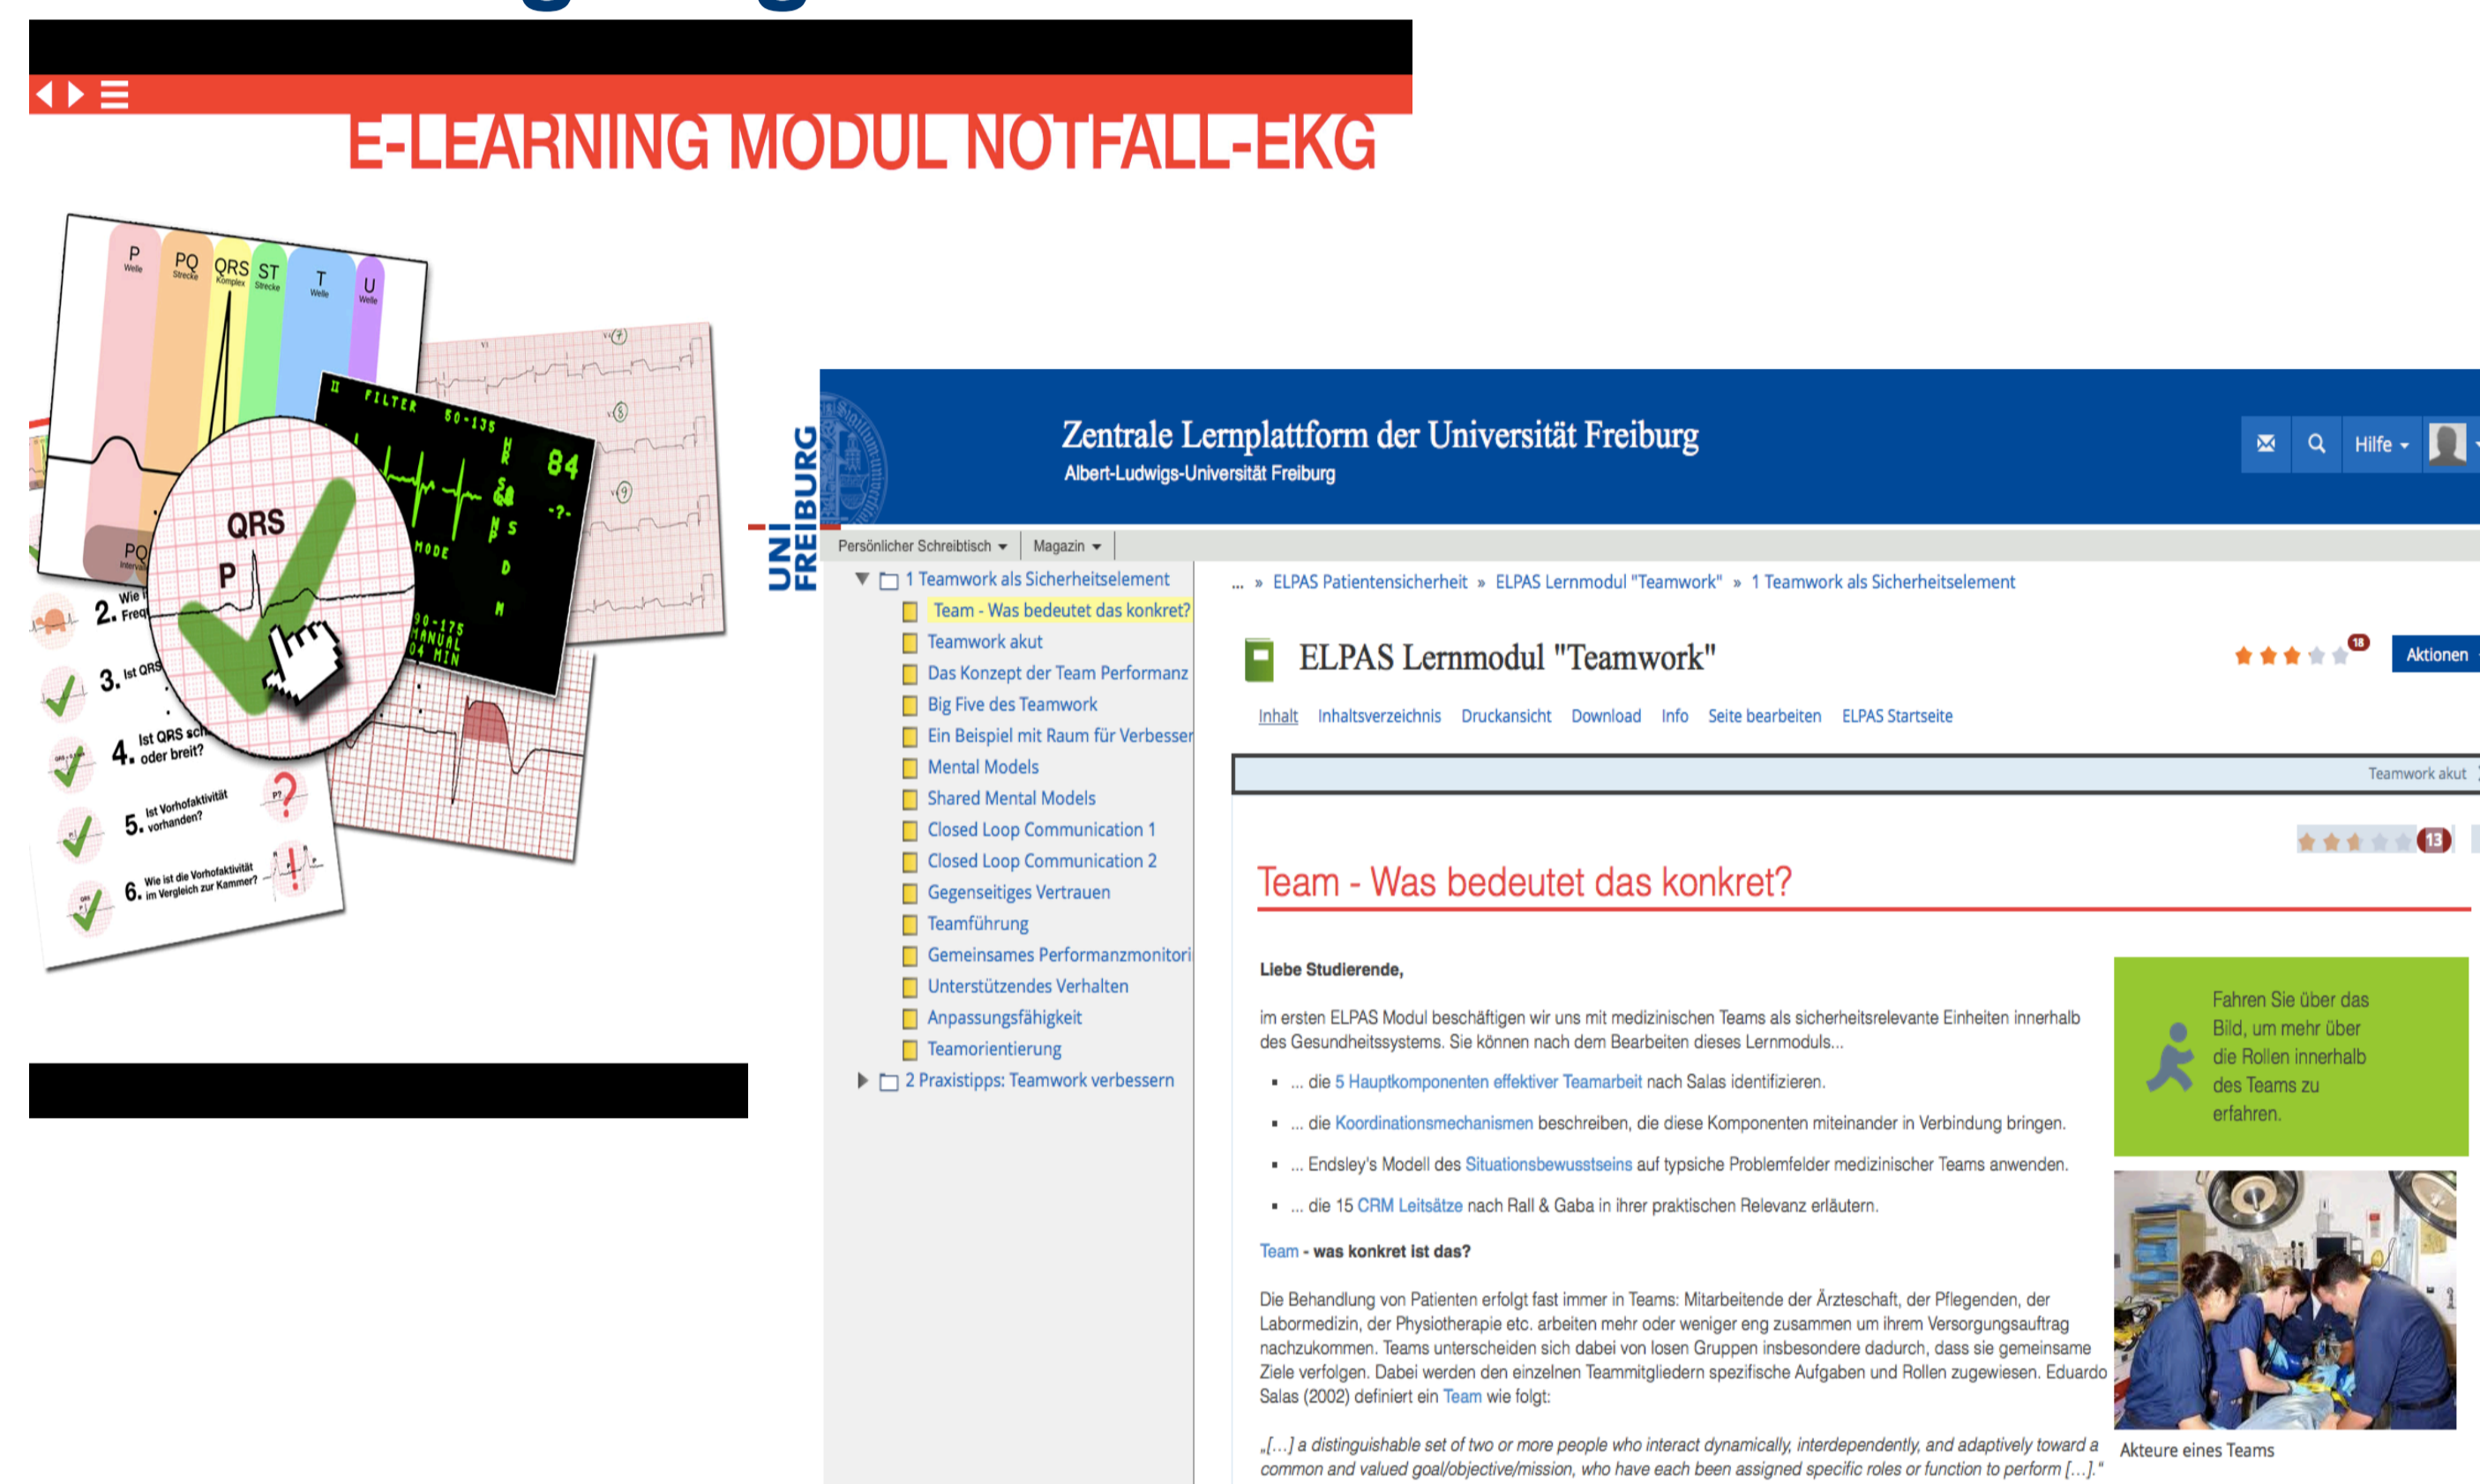 E-LEARNING MODUL NOTFALL-EKG
P
Welle
PQ
Strecke
QRS
Komplex
ST
Strecke
T
Welle
U
Welle
V1
7
8
9
II FILTER 50-135
HR
84
-?-
MODE
90-175
MANUAL
04 MIN
QRS
P
PQ
2. Wie
3. Ist QRS
4. Ist QRS
oder breit?
5. Ist Vorhofaktivität
vorhanden?
P?
6. Wie ist die Vorhofaktivität
im Vergleich zur Kammer?
UNI
FREIBURG
Zentrale Lernplattform der Universität Freiburg
Albert-Ludwigs-Universität Freiburg
Hilfe
Persönlicher Schreibtisch
Magazin
1 Teamwork als Sicherheitselement
Team - Was bedeutet das konkret?
Teamwork akut
Das Konzept der Team Performanz
Big Five des Teamwork
Ein Beispiel mit Raum für Verbesser
Mental Models
Shared Mental Models
Closed Loop Communication 1
Closed Loop Communication 2
Gegenseitiges Vertrauen
Teamführung
Gemeinsames Performanzmonitori
Unterstützendes Verhalten
Anpassungsfähigkeit
Teamorientierung
2 Praxistipps: Teamwork verbessern
... » ELPAS Patientensicherheit » ELPAS Lernmodul "Teamwork" » 1 Teamwork als Sicherheitselement
ELPAS Lernmodul "Teamwork"
18
Aktionen
Inhalt Inhaltsverzeichnis Druckansicht Download Info Seite bearbeiten ELPAS Startseite
Teamwork akut
13
Team - Was bedeutet das konkret?
Liebe Studierende,
im ersten ELPAS Modul beschäftigen wir uns mit medizinischen Teams als sicherheitsrelevante Einheiten innerhalb
des Gesundheitssystems. Sie können nach dem Bearbeiten dieses Lernmoduls...
... die 5 Hauptkomponenten effektiver Teamarbeit nach Salas identifizieren.
... die Koordinationsmechanismen beschreiben, die diese Komponenten miteinander in Verbindung bringen.
... Endsley's Modell des Situationsbewusstseins auf typsiche Problemfelder medizinischer Teams anwenden.
... die 15 CRM Leitsätze nach Rall & Gaba in ihrer praktischen Relevanz erläutern.
Team - was konkret ist das?
Die Behandlung von Patienten erfolgt fast immer in Teams: Mitarbeitende der Ärzteschaft, der Pflegenden, der
Labormedizin, der Physiotherapie etc. arbeiten mehr oder weniger eng zusammen um ihrem Versorgungsauftrag
nachzukommen. Teams unterscheiden sich dabei von losen Gruppen insbesondere dadurch, dass sie gemeinsame
Ziele verfolgen. Dabei werden den einzelnen Teammitgliedern spezifische Aufgaben und Rollen zugewiesen. Eduardo
Salas (2002) definiert ein Team wie folgt:
„[...] a distinguishable set of two or more people who interact dynamically, interdependently, and adaptively toward a
common and valued goal/objective/mission, who have each been assigned specific roles or function to perform [...].“
Fahren Sie über das
Bild, um mehr über
die Rollen innerhalb
des Teams zu
erfahren.
Akteure eines Teams